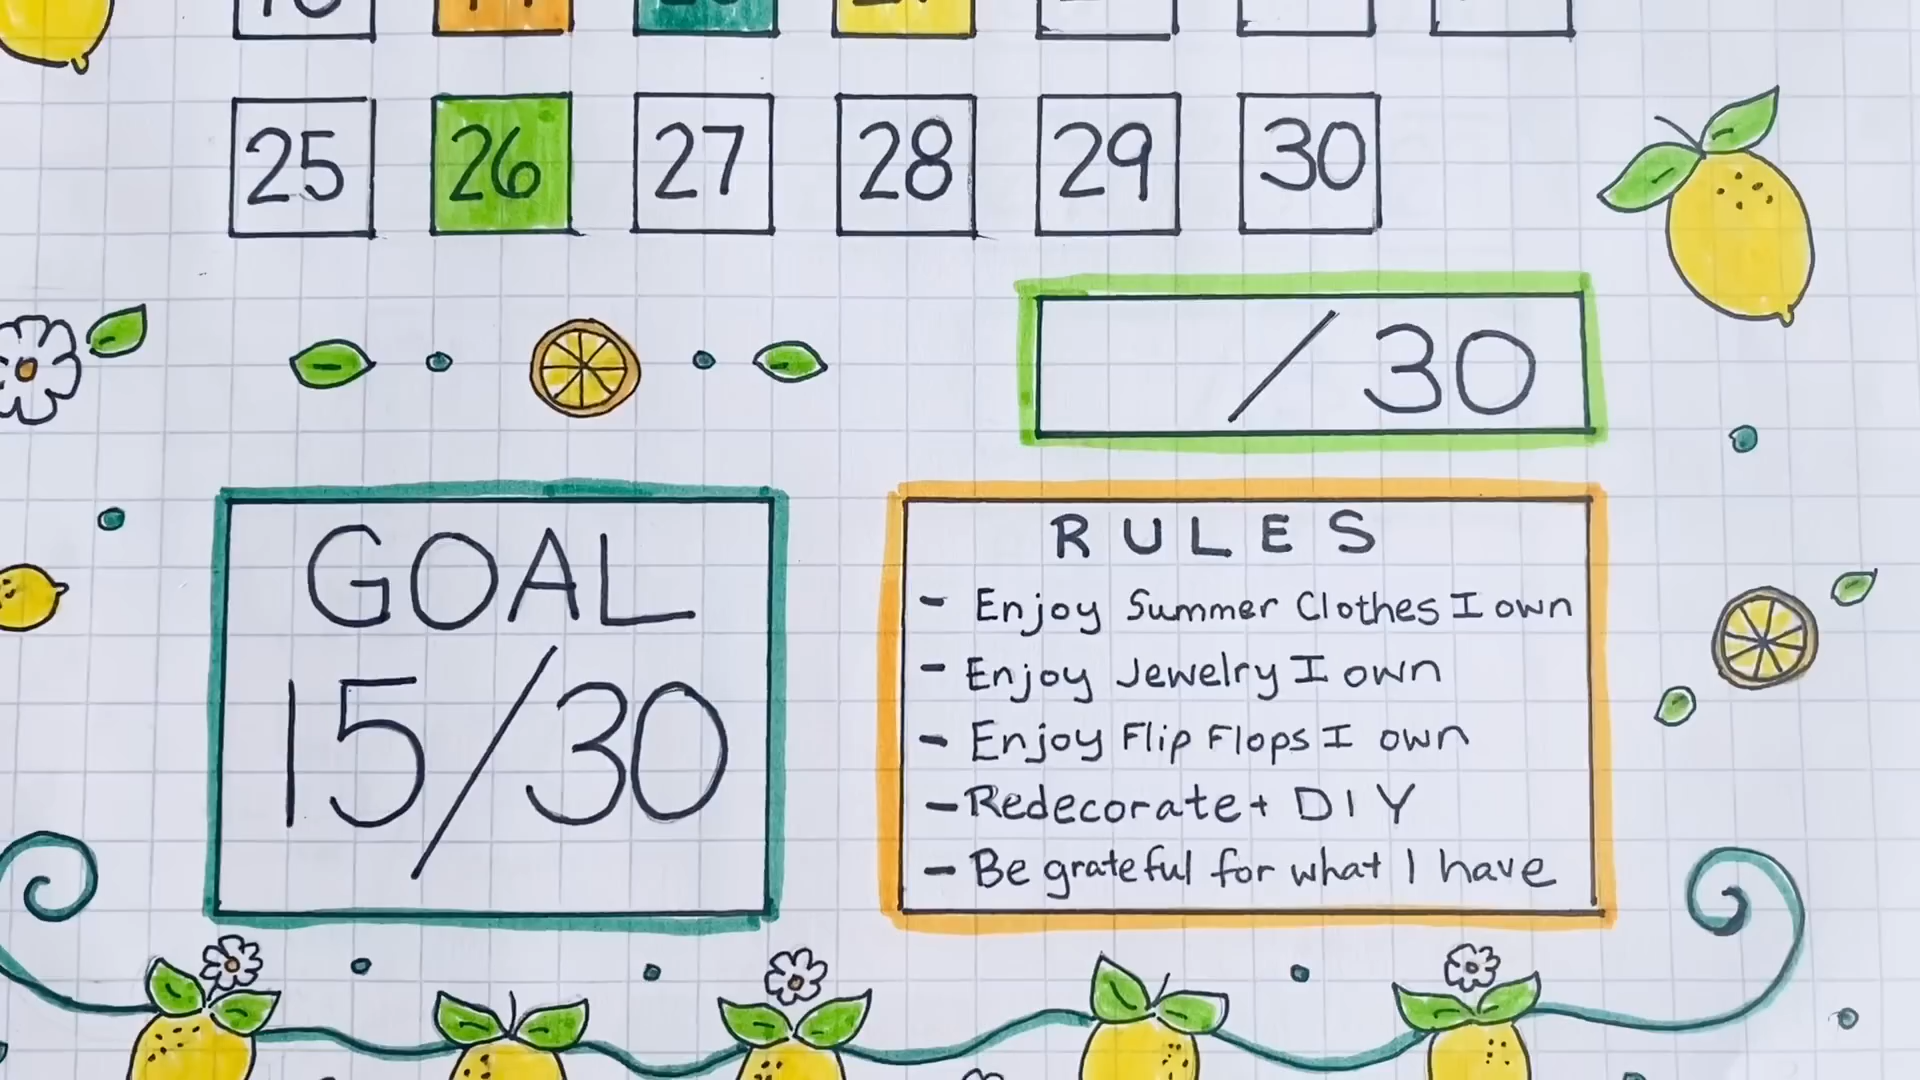 25 26 27 28 29 30
/30
GOAL
15/30
RULES
- Enjoy Summer Clothes I own
- Enjoy Jewelry I own
- Enjoy Flip Flops I own
- Redecorate + DIY
- Be grateful for what I have